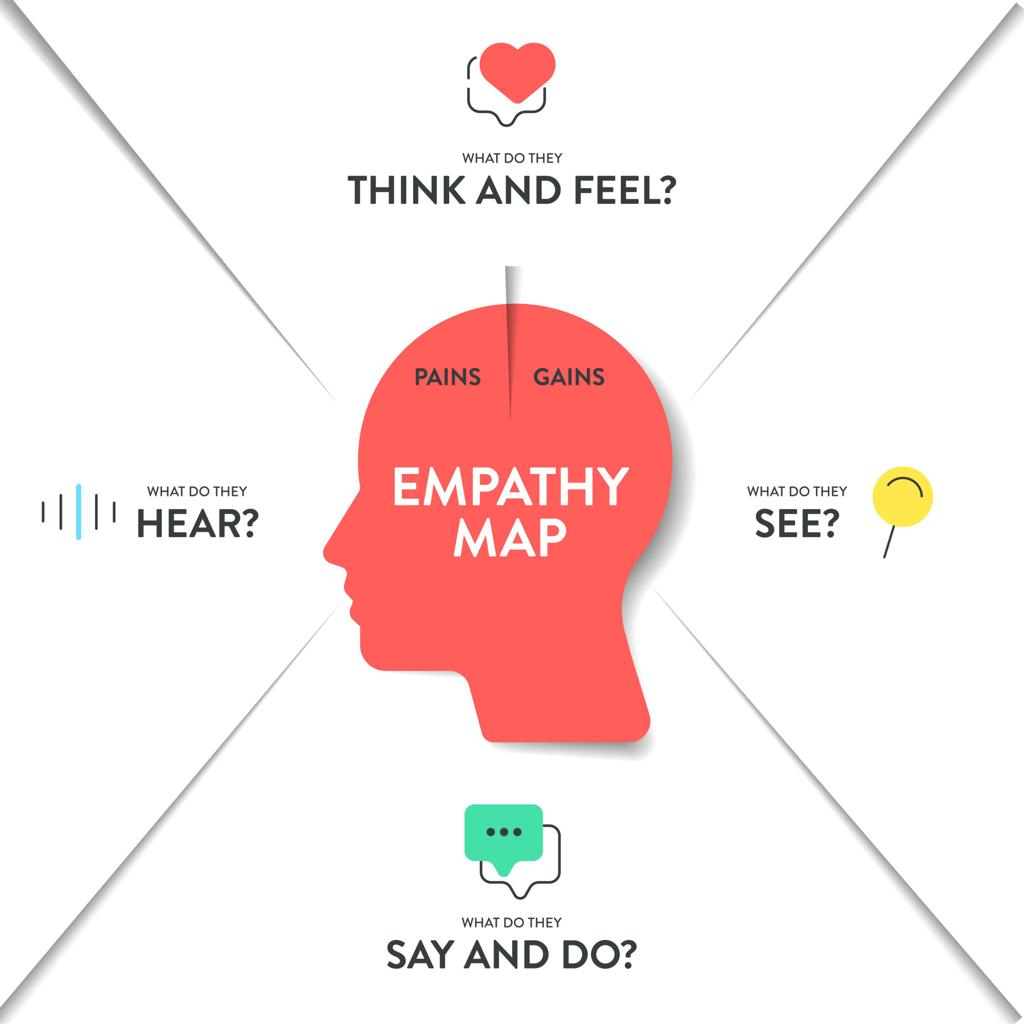 WHAT DO THEY
THINK AND FEEL?
PAINS
GAINS
EMPATHY
MAP
WHAT DO THEY
HEAR?
WHAT DO THEY
SEE?
WHAT DO THEY
SAY AND DO?